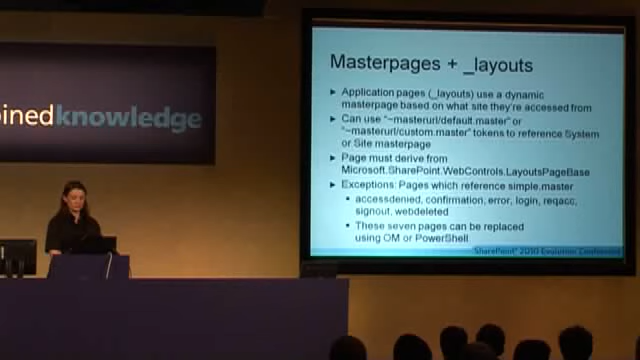 ined knowledge
Masterpages + _layouts
Application pages (_layouts) use a dynamic
masterpage based on what site they're accessed from
Can use "~masterurl/default.master" or
"~masterurl/custom.master" tokens to reference System
or Site masterpage
Page must derive from
Microsoft.SharePoint.WebControls.LayoutsPageBase
Exceptions: Pages which reference simple.master
accessdenied, confirmation, error, login, reqacc,
signout, webdeleted
These seven pages can be replaced
using OM or PowerShell
SharePoint® 2010 Evolution Conference